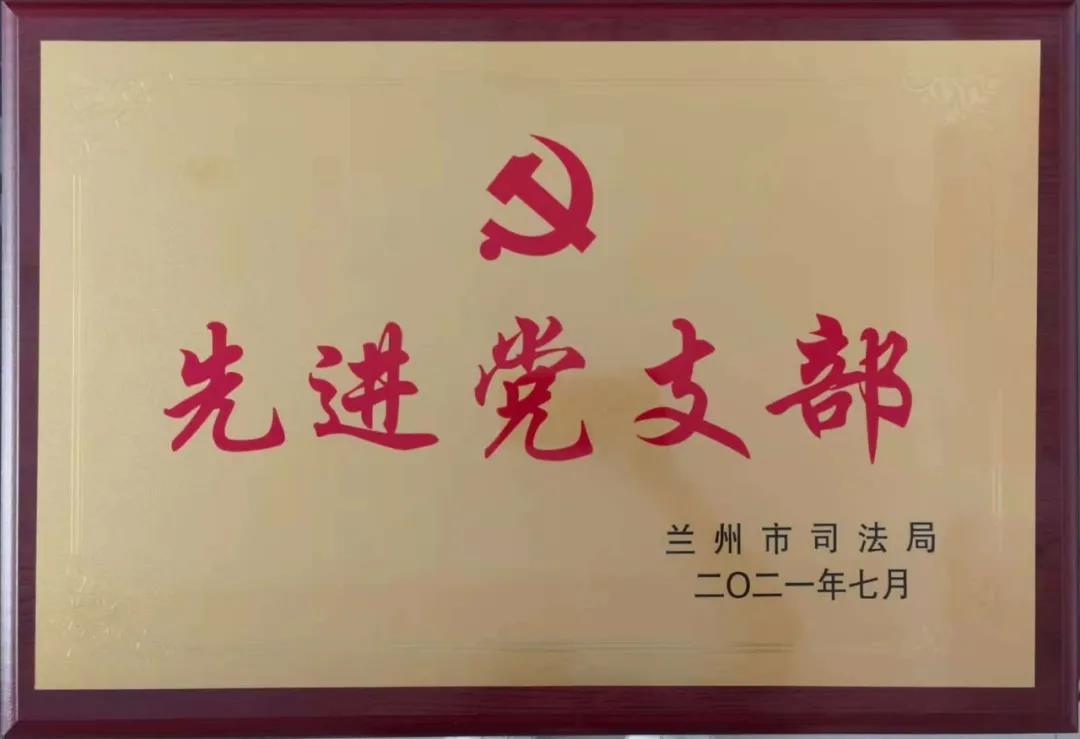 先进党支部
兰州市司法局
二〇二一年七月